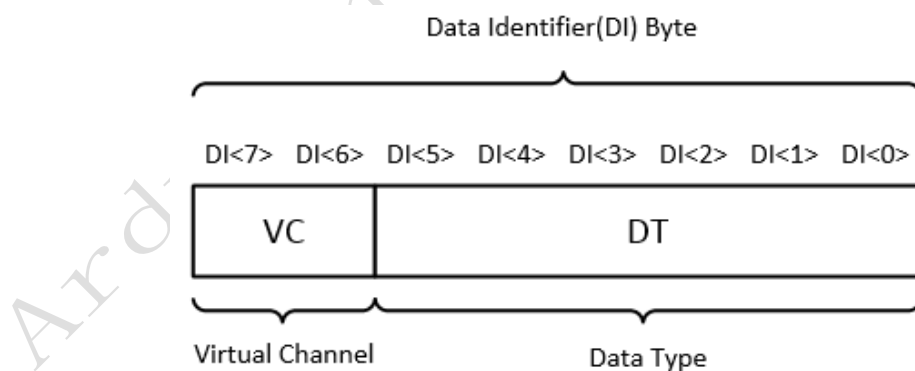 Data Identifier(DI) Byte
DI<7> DI<6> DI<5> DI<4> DI<3> DI<2> DI<1> DI<0>
VC DT
Virtual Channel Data Type